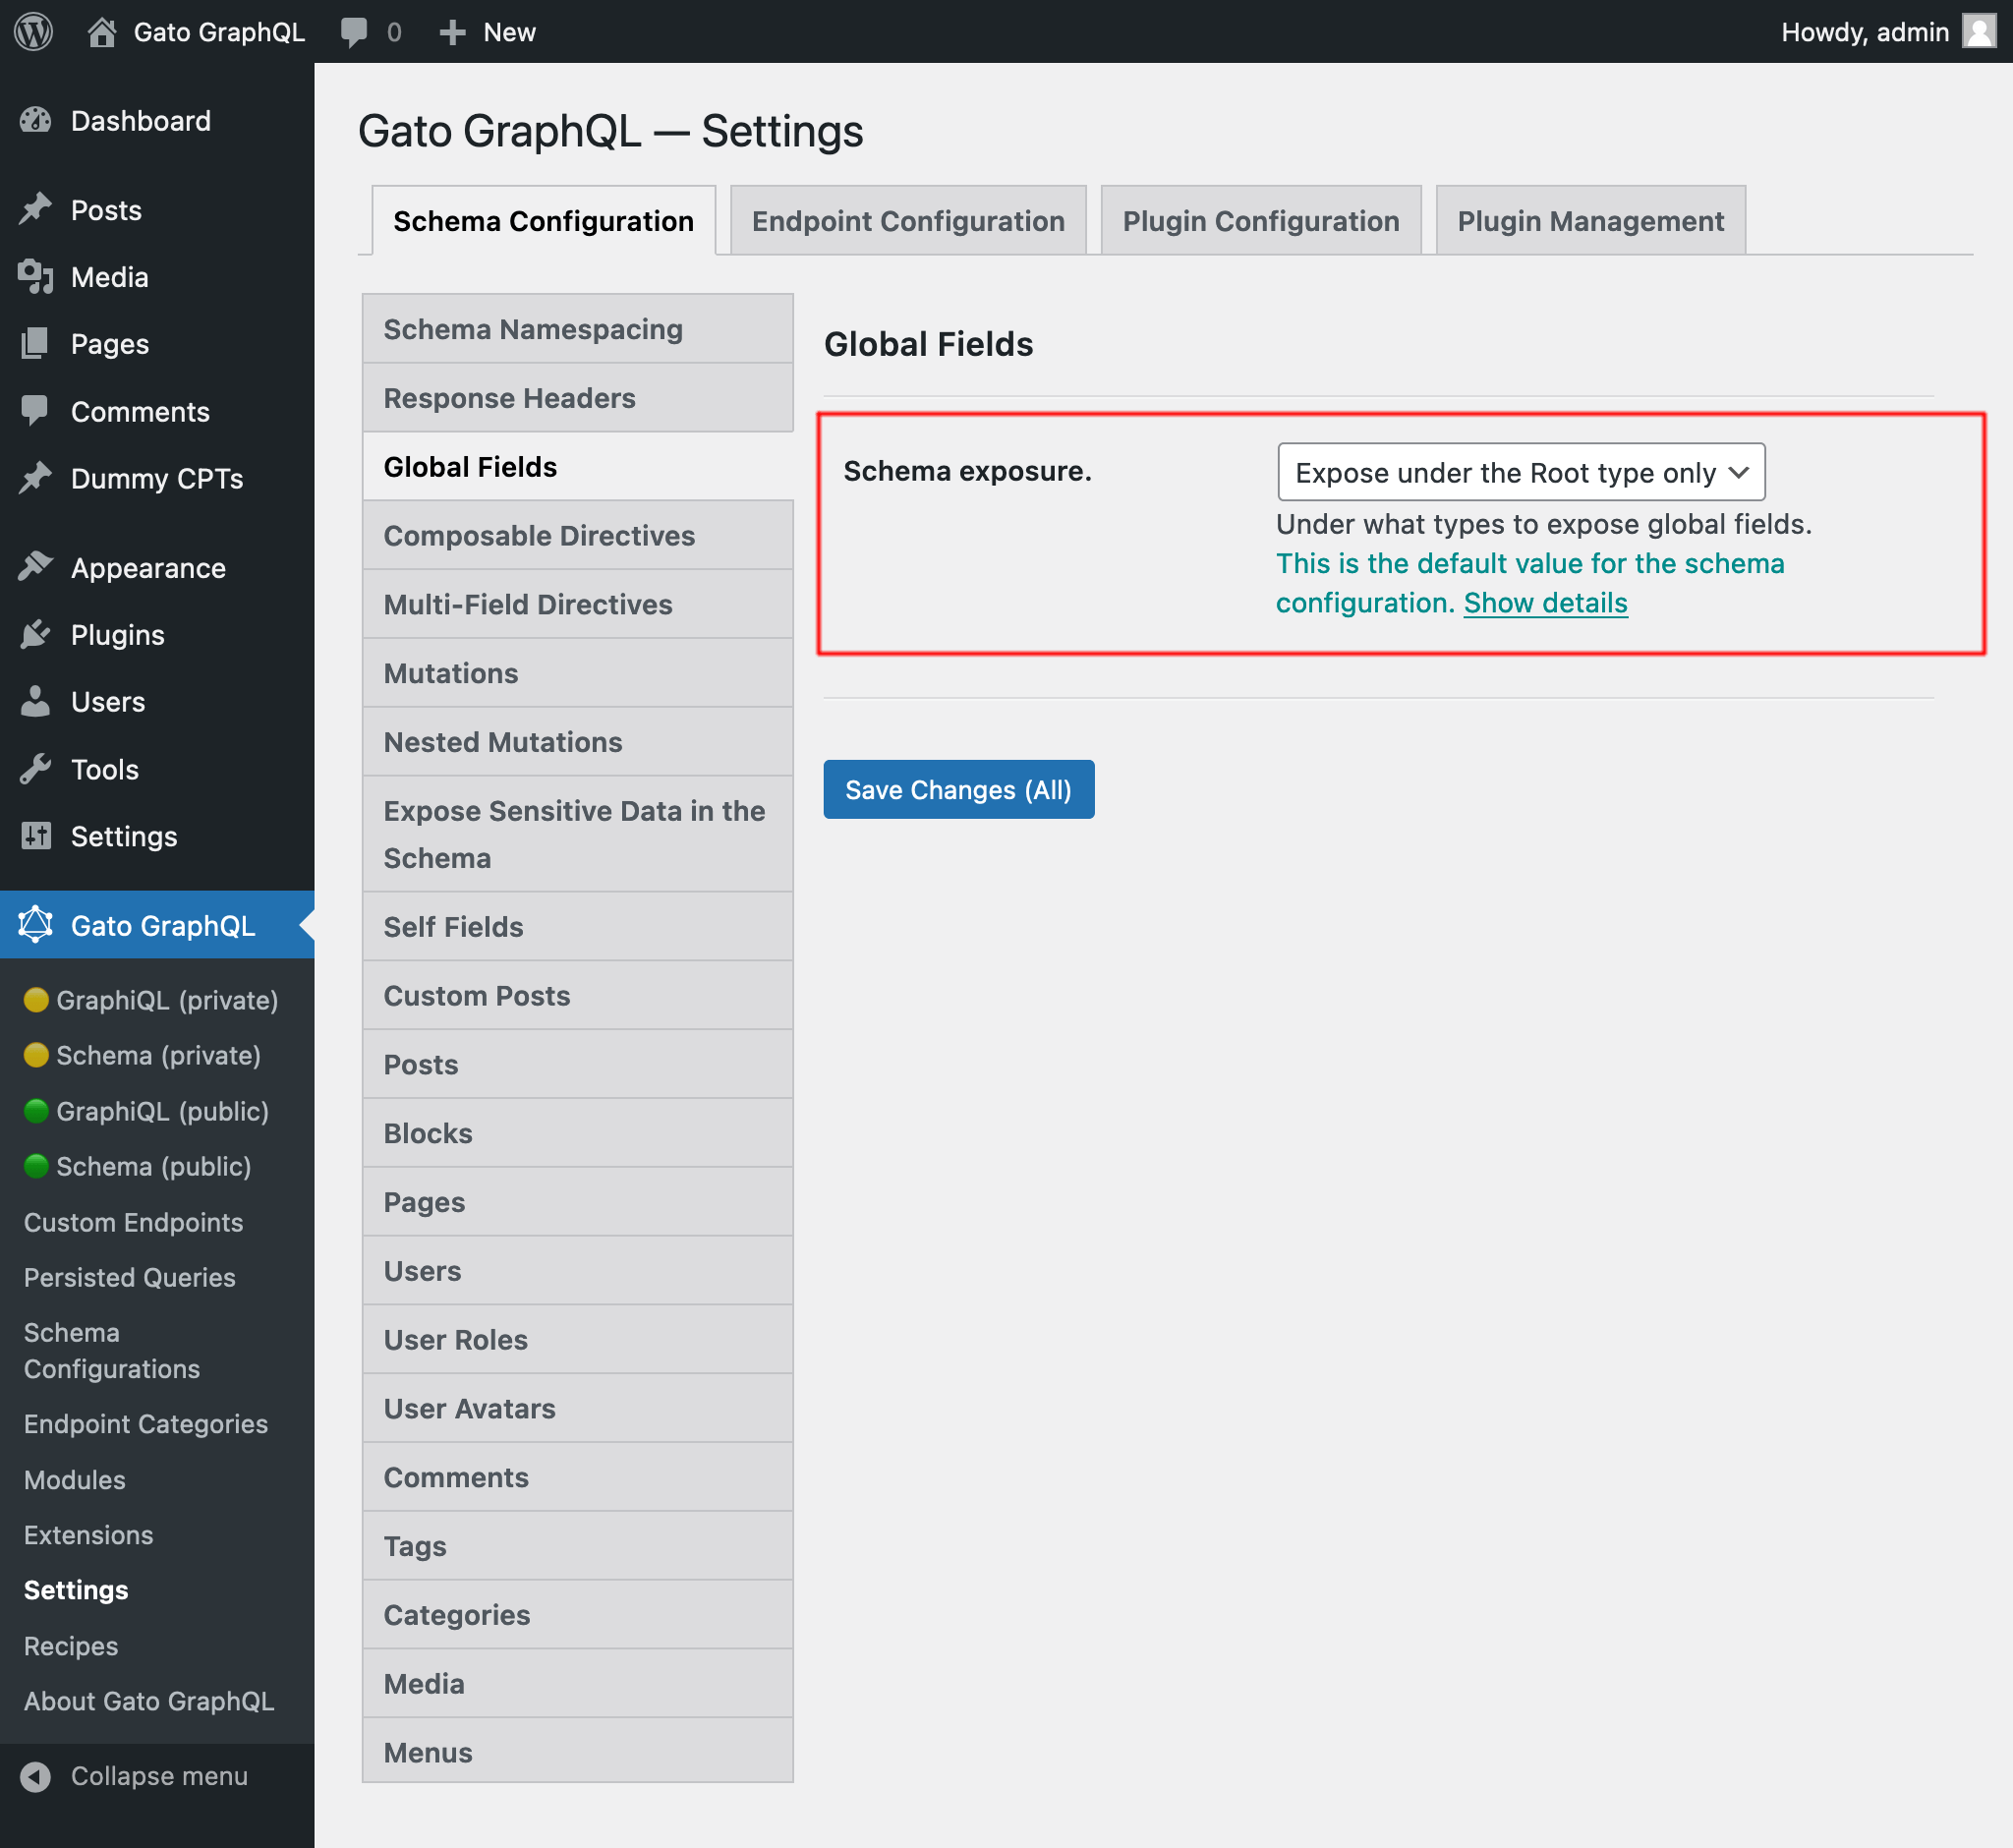 Gato GraphQL
0
New
Howdy, admin
Dashboard
Posts
Media
Pages
Comments
Dummy CPTs
Appearance
Plugins
Users
Tools
Settings
Gato GraphQL
GraphiQL (private)
Schema (private)
GraphiQL (public)
Schema (public)
Custom Endpoints
Persisted Queries
Schema
Configurations
Endpoint Categories
Modules
Extensions
Settings
Recipes
About Gato GraphQL
Collapse menu
Gato GraphQL — Settings
Schema Configuration
Endpoint Configuration
Plugin Configuration
Plugin Management
Schema Namespacing
Response Headers
Global Fields
Composable Directives
Multi-Field Directives
Mutations
Nested Mutations
Expose Sensitive Data in the
Schema
Self Fields
Custom Posts
Posts
Blocks
Pages
Users
User Roles
User Avatars
Comments
Tags
Categories
Media
Menus
Global Fields
Schema exposure.
Expose under the Root type only
Under what types to expose global fields.
This is the default value for the schema
configuration. Show details
Save Changes (All)